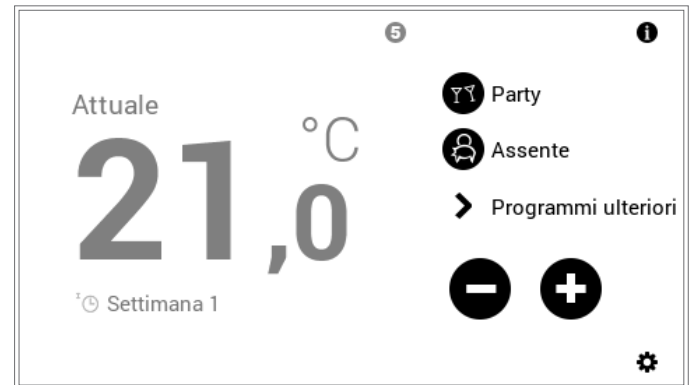 5
i
Attuale
21,0 °C
Party
Assente
Programmi ulteriori
Settimana 1